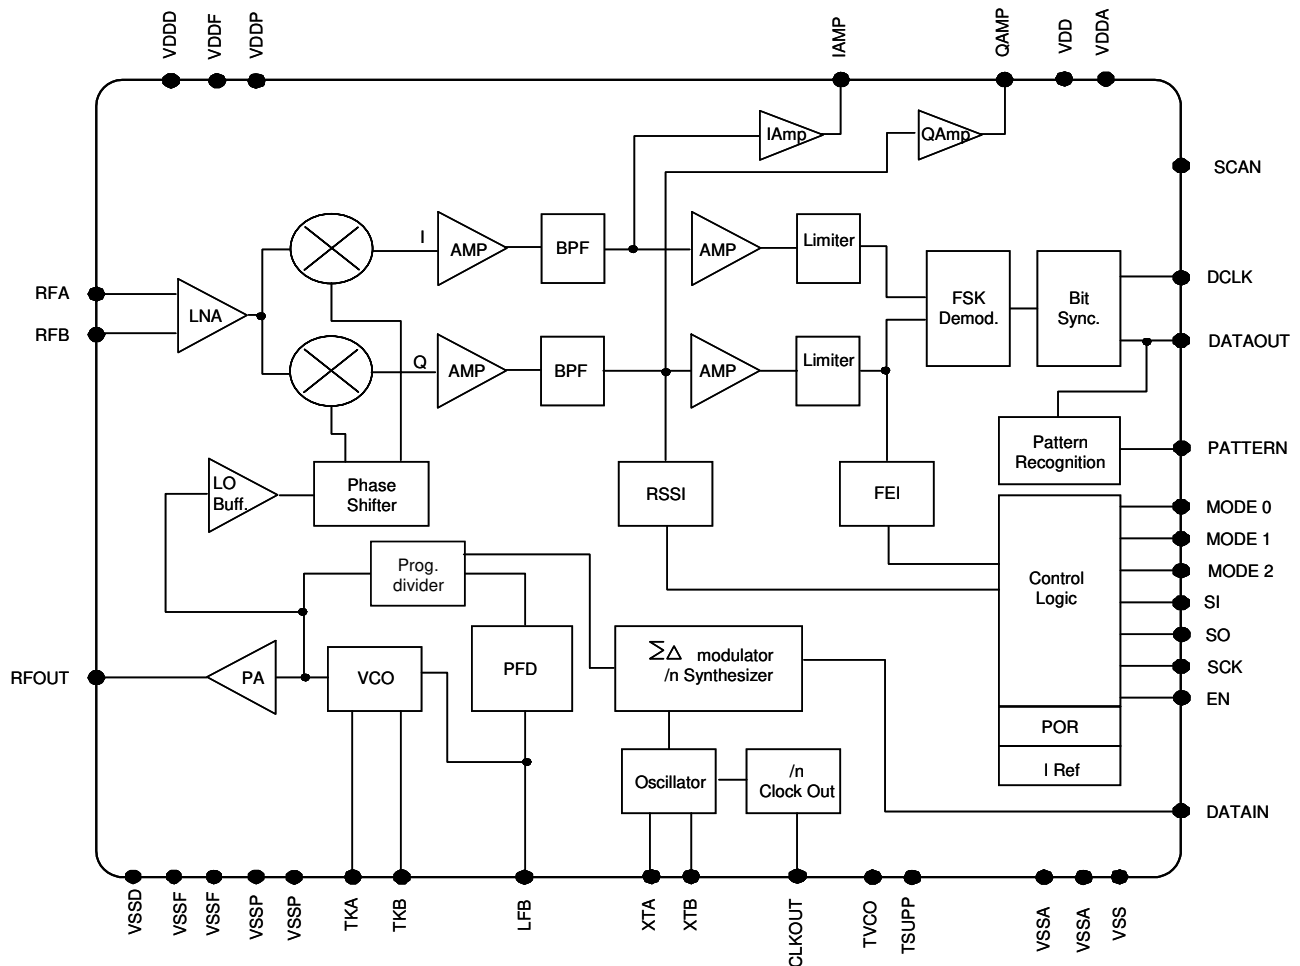 VDDD
VDDF
VDDP
IAMP
QAMP
VDD
VDDA
IAmp
QAmp
SCAN
I
AMP
BPF
AMP
Limiter
RFA
RFB
LNA
FSK
Demod.
Bit
Sync.
DCLK
DATAOUT
Q
AMP
BPF
AMP
Limiter
Pattern
Recognition
PATTERN
LO
Buff.
Phase
Shifter
RSSI
FEI
MODE 0
MODE 1
MODE 2
SI
SO
SCK
EN
Control
Logic
Prog.
divider
RFOUT
PA
VCO
PFD
ΣΔ modulator
/n Synthesizer
POR
I Ref
Oscillator
/n
Clock Out
DATAIN
VSSD
VSSF
VSSF
VSSP
VSSP
TKA
TKB
LFB
XTA
XTB
CLKOUT
TVCO
TSUPP
VSSA
VSSA
VSS